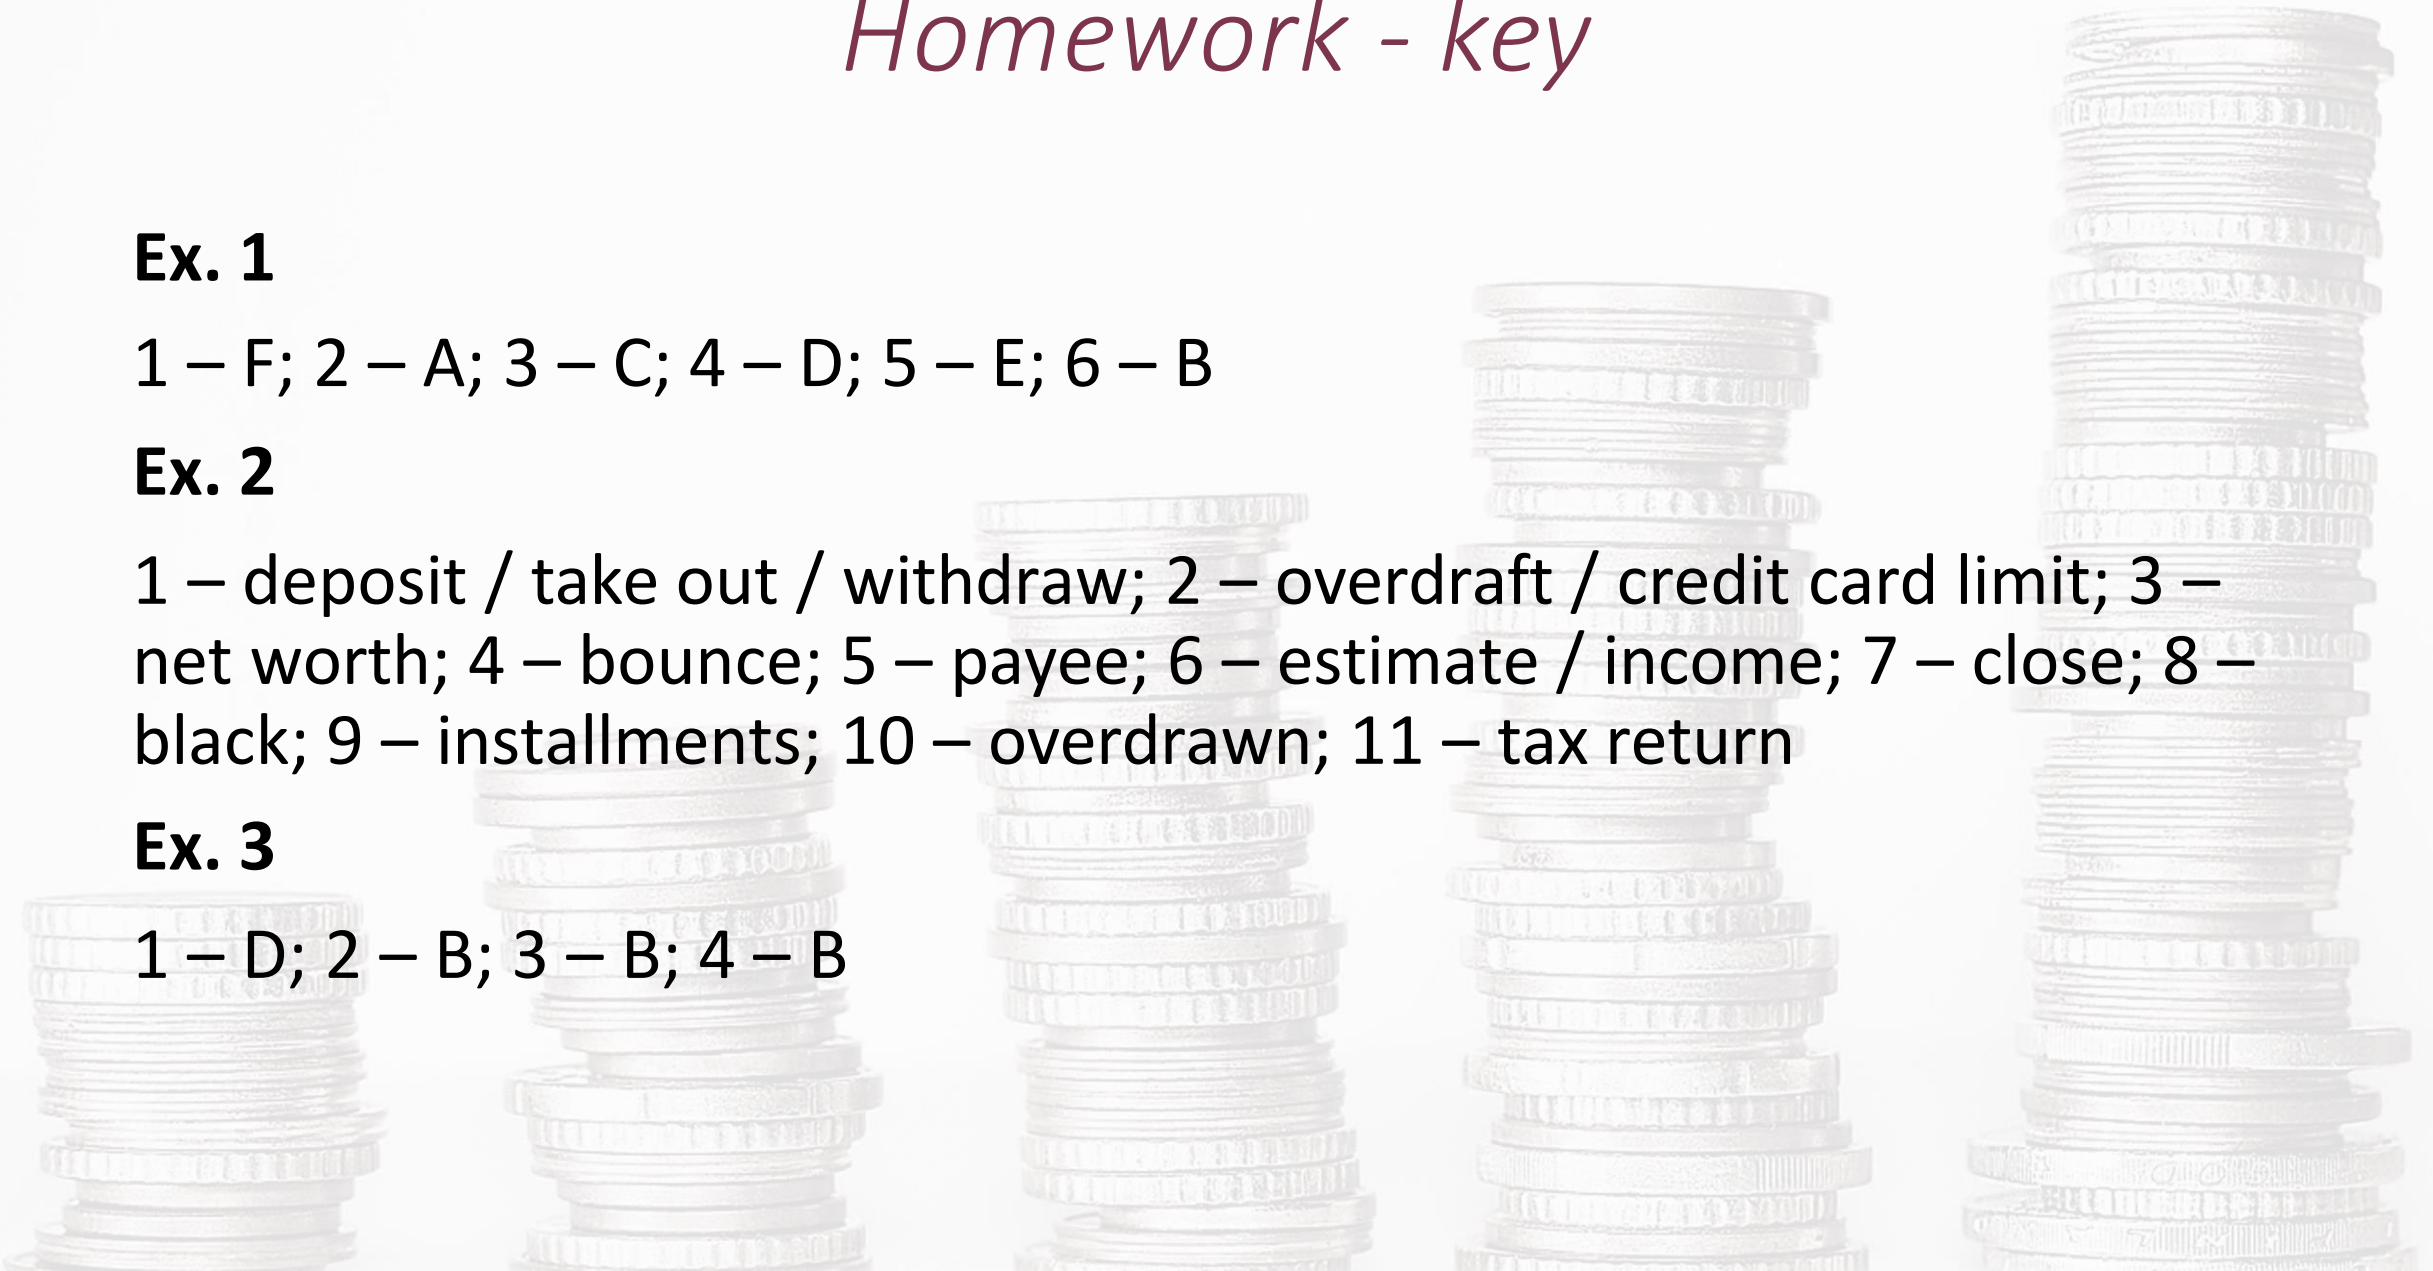 Homework - key
Ex. 1
1 – F; 2 – A; 3 – C; 4 – D; 5 – E; 6 – B
Ex. 2
1 – deposit / take out / withdraw; 2 – overdraft / credit card limit; 3 –
net worth; 4 – bounce; 5 – payee; 6 – estimate / income; 7 – close; 8 –
black; 9 – installments; 10 – overdrawn; 11 – tax return
Ex. 3
1 – D; 2 – B; 3 – B; 4 – B